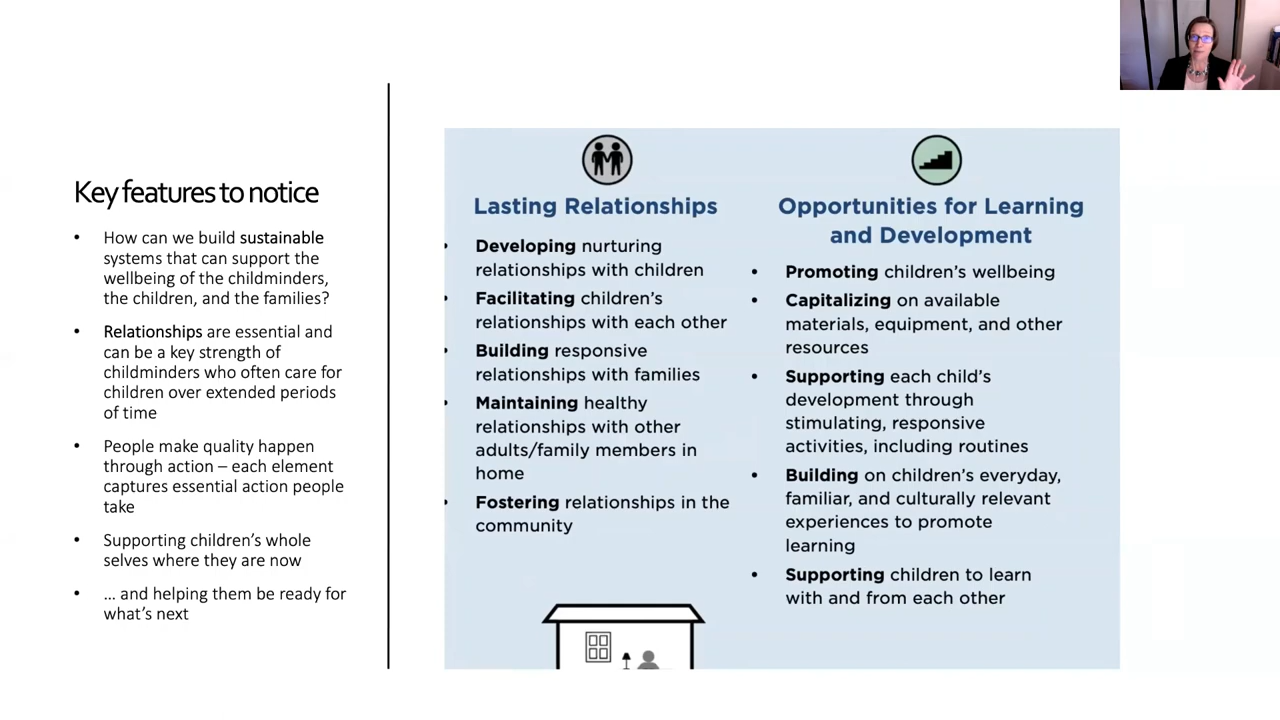 Key features to notice
• How can we build sustainable
systems that can support the
wellbeing of the childminders,
the children, and the families?
• Relationships are essential and
can be a key strength of
childminders who often care for
children over extended periods
of time
• People make quality happen
through action – each element
captures essential action people
take
• Supporting children's whole
selves where they are now
• … and helping them be ready for
what's next
Lasting Relationships
• Developing nurturing
relationships with children
• Facilitating children's
relationships with each other
• Building responsive
relationships with families
• Maintaining healthy
relationships with other
adults/family members in
home
• Fostering relationships in the
community
Opportunities for Learning
and Development
• Promoting children's wellbeing
• Capitalizing on available
materials, equipment, and other
resources
• Supporting each child's
development through
stimulating, responsive
activities, including routines
• Building on children's everyday,
familiar, and culturally relevant
experiences to promote
learning
• Supporting children to learn
with and from each other